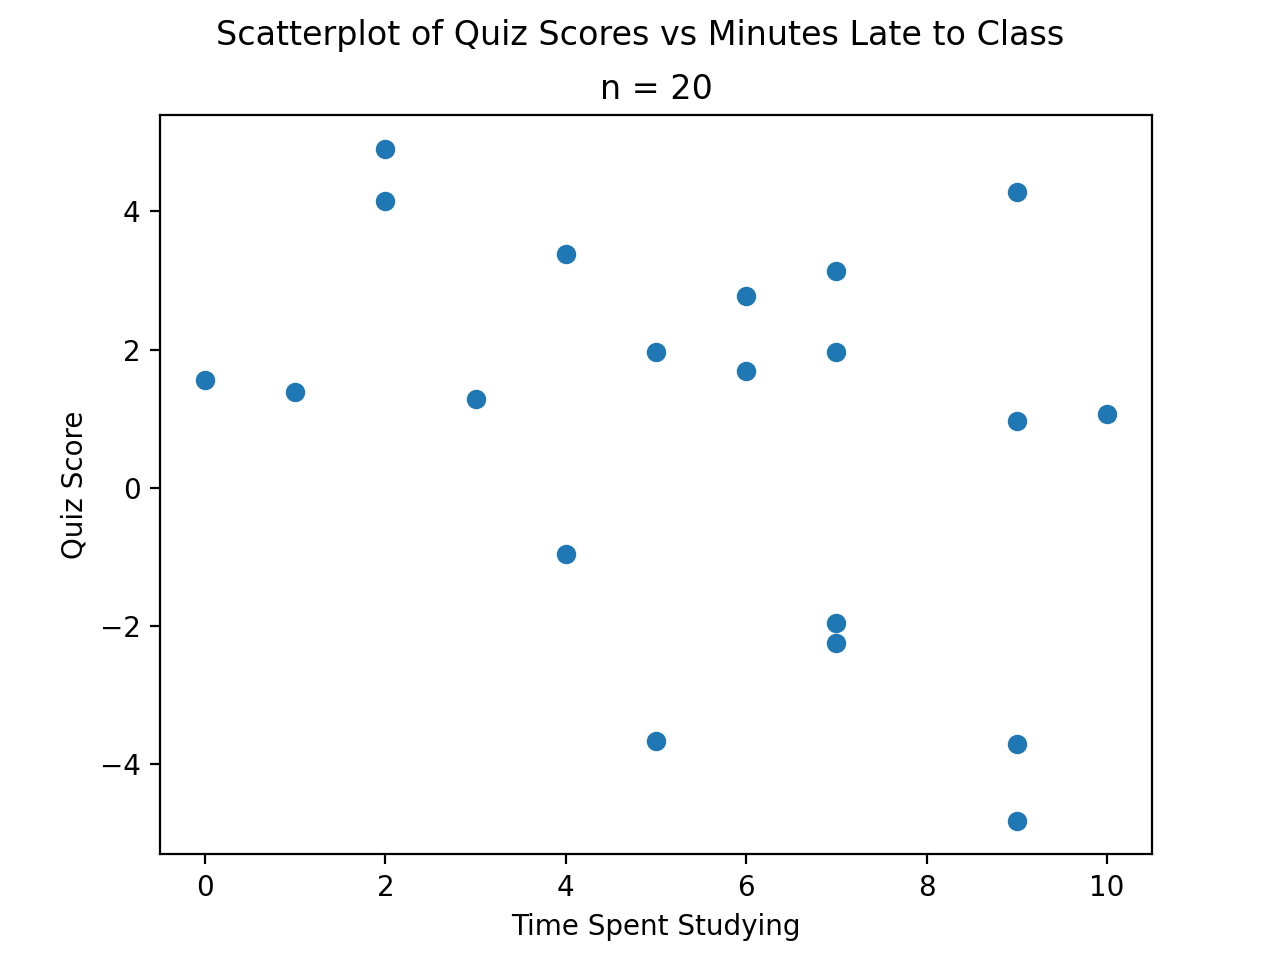 Scatterplot of Quiz Scores vs Minutes Late to Class
n = 20
4
2
0
−2
−4
Quiz Score
0 2 4 6 8 10
Time Spent Studying